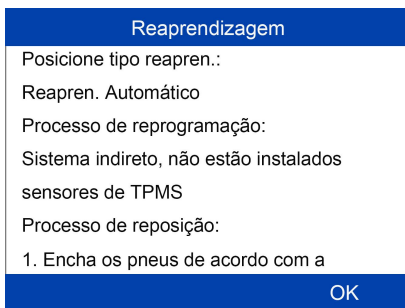 Reaprendizagem
Posicione tipo reapren.:
Reapren. Automático
Processo de reprogramação:
Sistema indireto, não estão instalados
sensores de TPMS
Processo de reposição:
1. Encha os pneus de acordo com a
OK